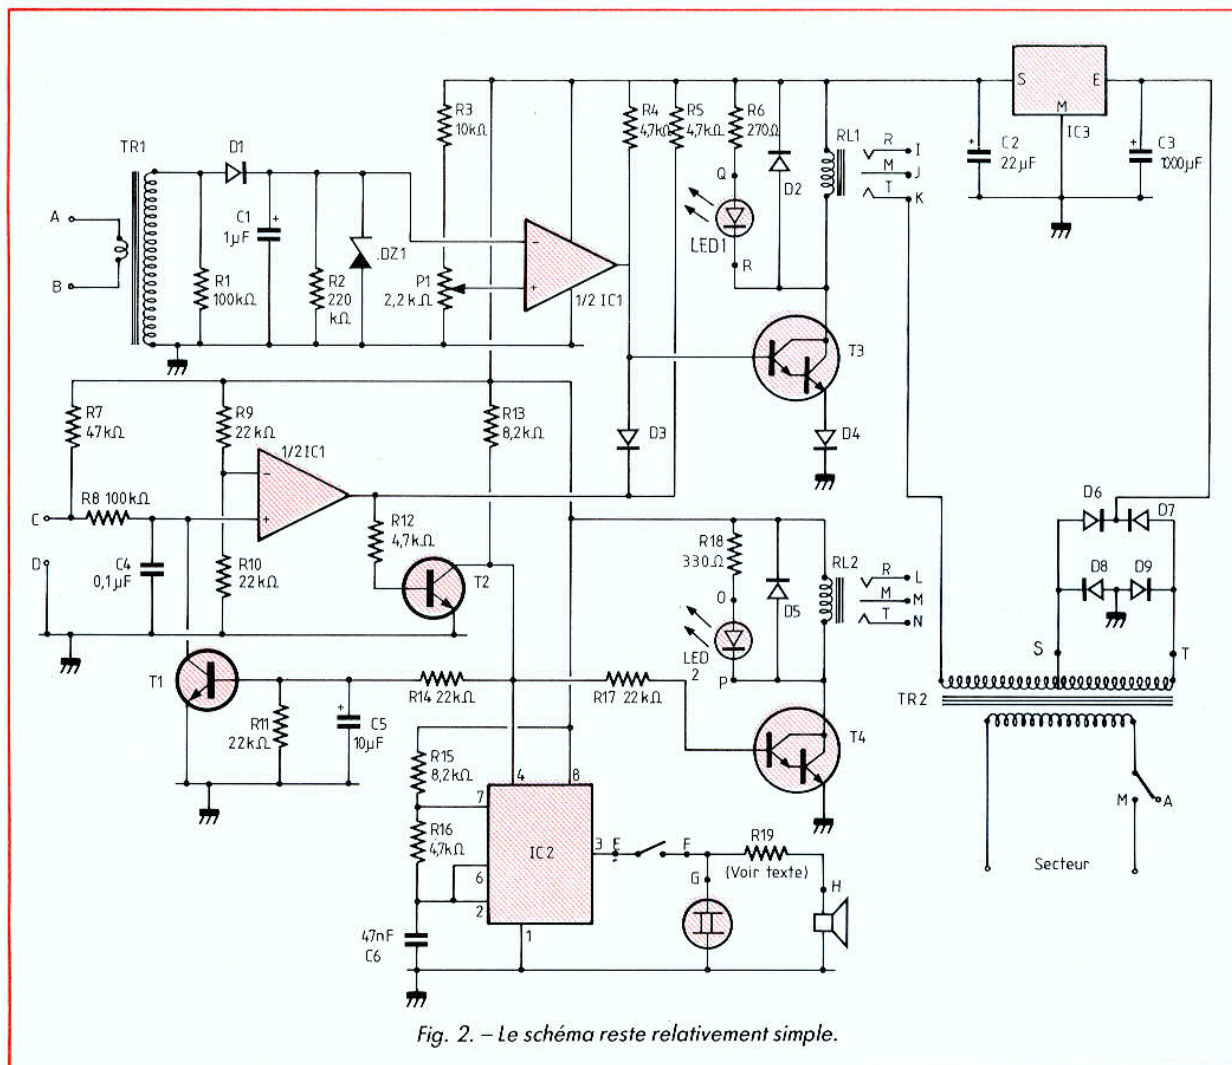 TR1
A
B
D1
C1
1µF
R1
100kΩ
R2
220
kΩ
DZ1
R3
10kΩ
P1
2,2kΩ
-
+
1/2 IC1
R4
4,7kΩ
R5
4,7kΩ
R6
270Ω
Q
LED1
R
D2
RL1
R I
M J
T K
S E
M
IC3
C2
22µF
C3
1000µF
T3
D4
D3
R7
47kΩ
R8 100kΩ
C
D
C4
0,1µF
R9
22kΩ
R10
22kΩ
1/2IC1
-
+
R13
8,2kΩ
R12
4,7kΩ
T2
T1
R11
22kΩ
C5
10µF
R14 22kΩ
R17 22kΩ
R18
330Ω
O
LED
2
P
D5
RL2
R L
M M
T N
T4
D6
D7
D8
D9
S
T
TR2
M A
Secteur
R15
8,2kΩ
R16
4,7kΩ
47nF
C6
7
6
2
4
8
IC2
3
1
E
F
G
R19
(Voir texte)
H
Fig. 2. – Le schéma reste relativement simple.